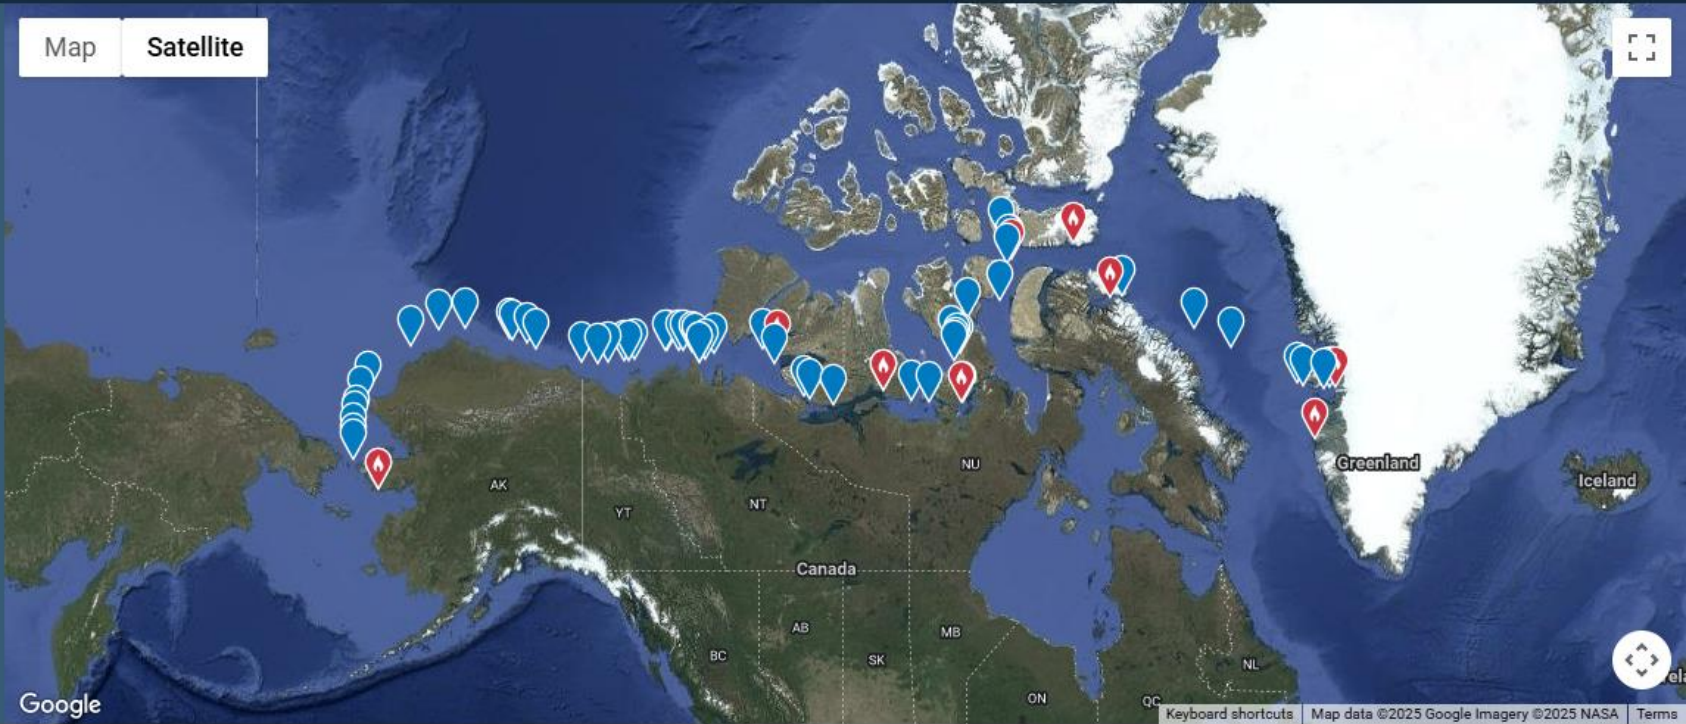 Map
Satellite
Greenland
NU
Iceland
AK
NT
YT
Canada
AB
MB
BC
SK
NL
ON
QC
Google
Keyboard shortcuts
Map data ©2025 Google Imagery ©2025 NASA
Terms